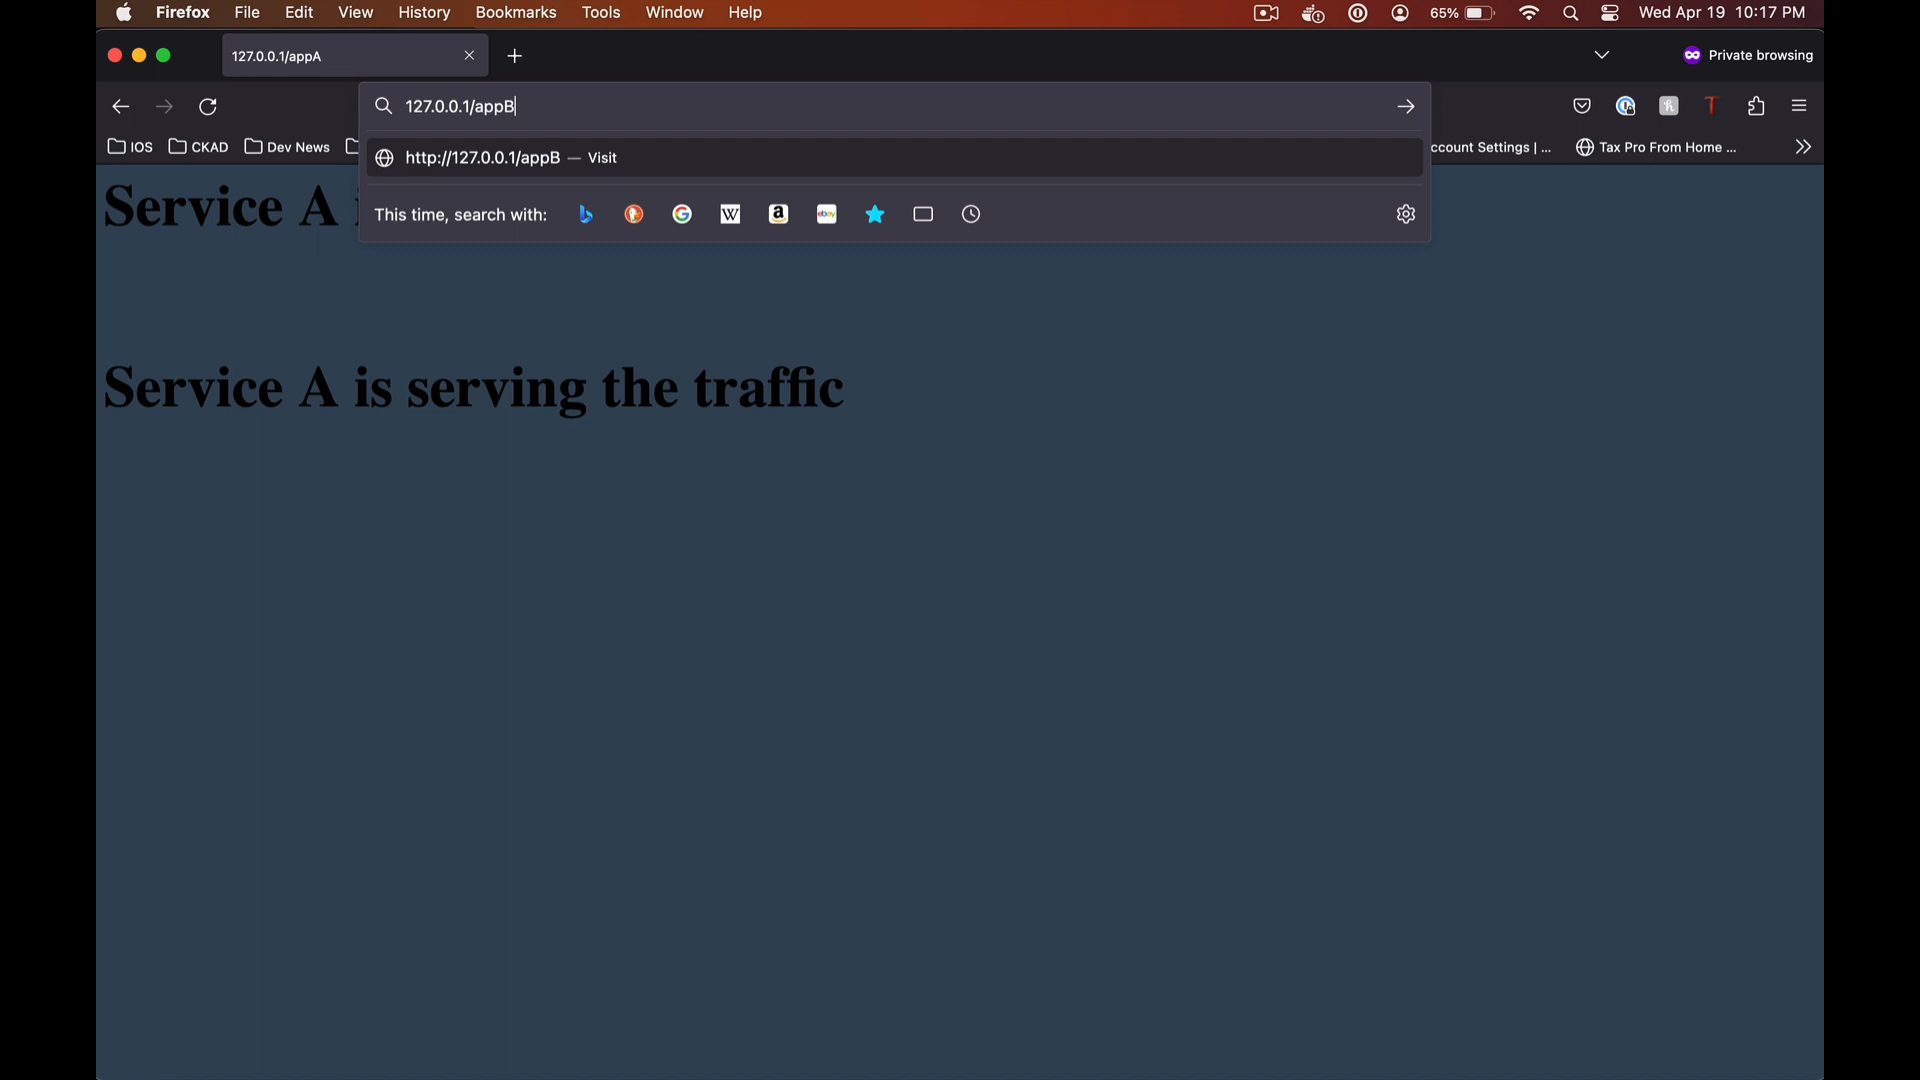 Firefox File Edit View History Bookmarks Tools Window Help 65% Wed Apr 19 10:17 PM
127.0.0.1/appA Private browsing
127.0.0.1/appB
IOS CKAD Dev News ccount Settings | ... Tax Pro From Home ...
http://127.0.0.1/appB — Visit
This time, search with:
Service A
Service A is serving the traffic